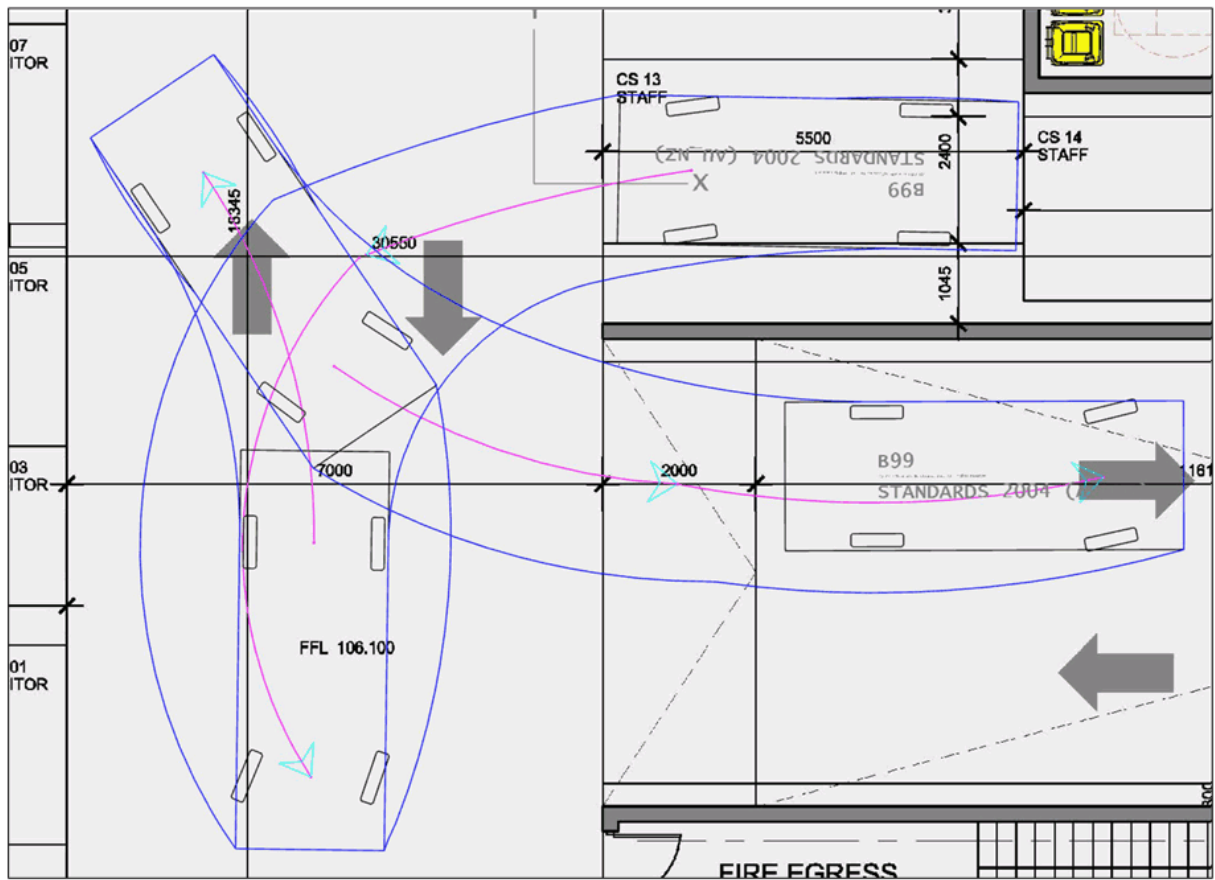 07
ITOR
CS 13
STAFF
5500
2400
CS 14
STAFF
STANDARDS 2004 (AU_NZ)
B99
X
18345
30550
05
ITOR
1045
03
ITOR
7000
2000
B99
STANDARDS 2004 (A
1161
FFL 106.100
01
ITOR
FIRE EGRESS